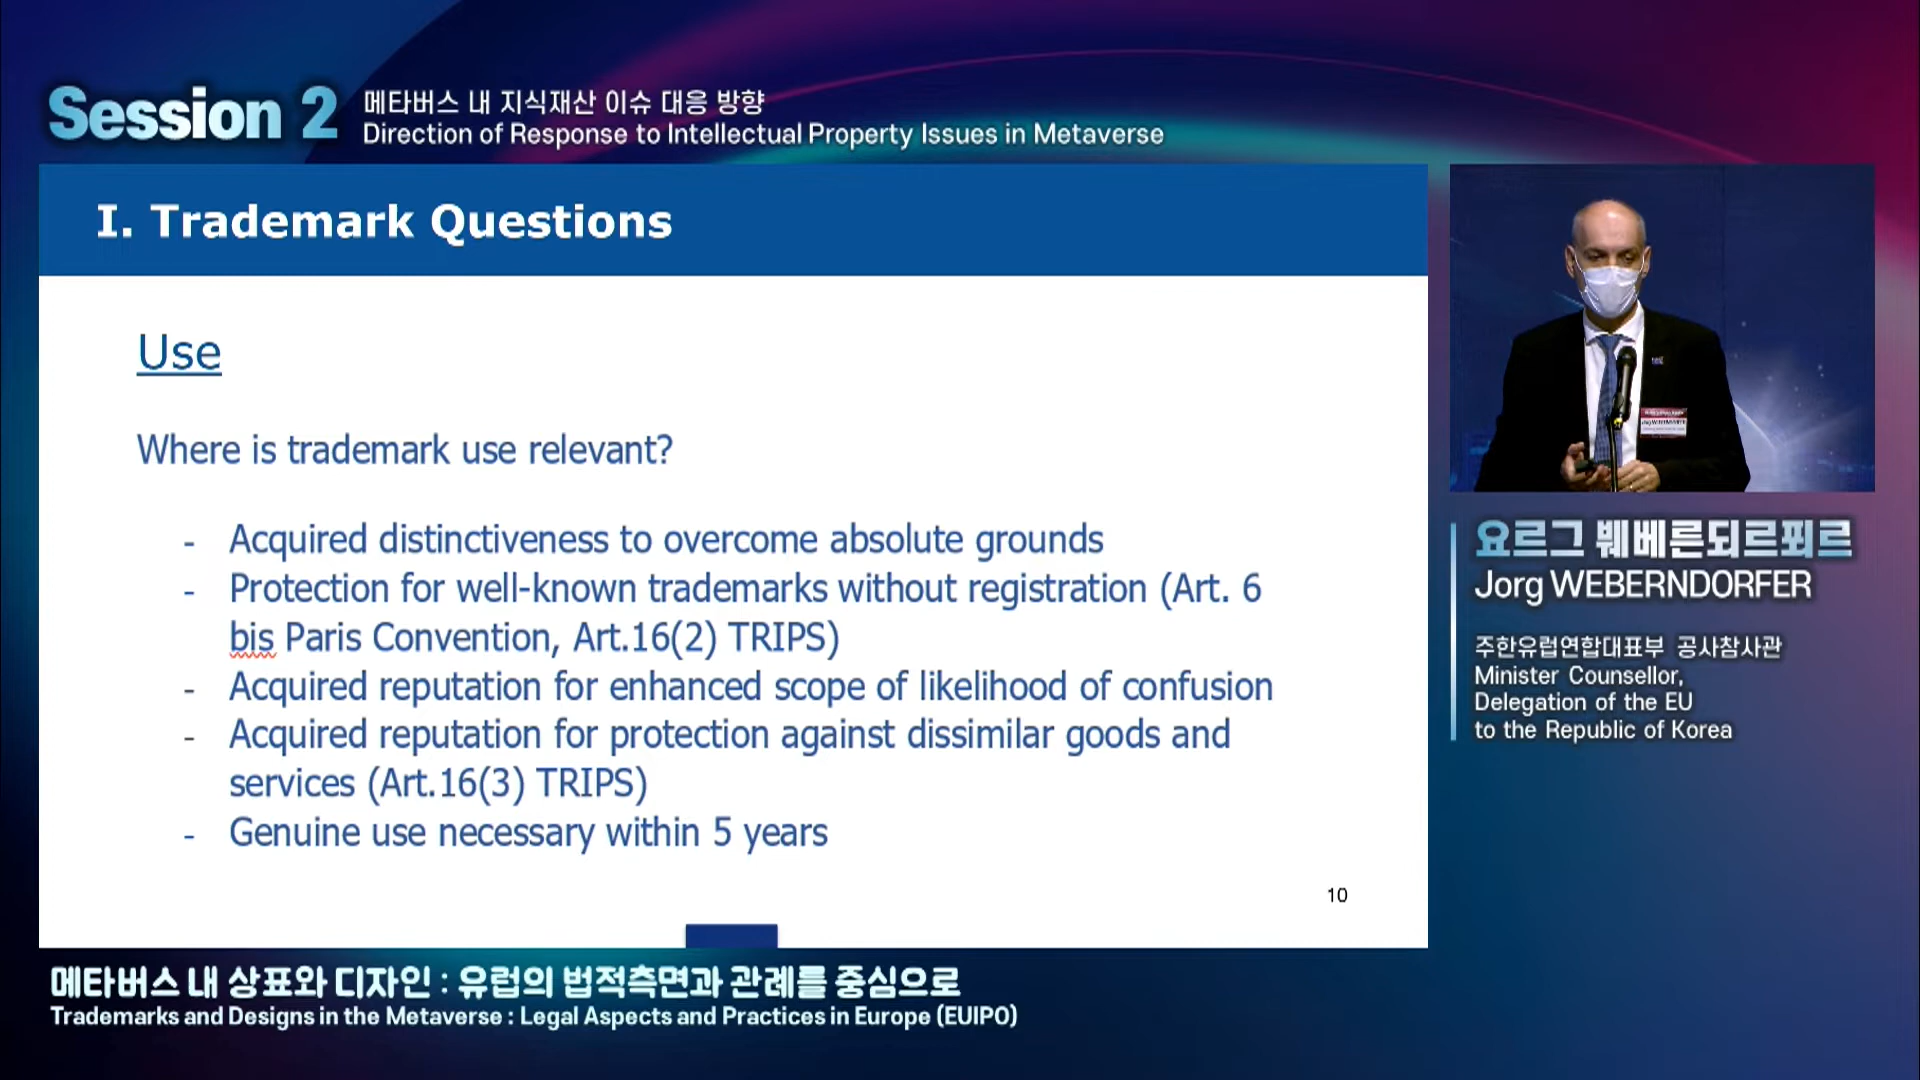 Session 2
메타버스 내 지식재산 이슈 대응 방향
Direction of Response to Intellectual Property Issues in Metaverse
I. Trademark Questions
Use
Where is trademark use relevant?
- Acquired distinctiveness to overcome absolute grounds
- Protection for well-known trademarks without registration (Art. 6
bis Paris Convention, Art.16(2) TRIPS)
- Acquired reputation for enhanced scope of likelihood of confusion
- Acquired reputation for protection against dissimilar goods and
services (Art.16(3) TRIPS)
- Genuine use necessary within 5 years
10
요르그 붸베른되르푀르
Jorg WEBERNDORFER
주한유럽연합대표부 공사참사관
Minister Counsellor,
Delegation of the EU
to the Republic of Korea
메타버스 내 상표와 디자인 : 유럽의 법적측면과 관례를 중심으로
Trademarks and Designs in the Metaverse : Legal Aspects and Practices in Europe (EUIPO)